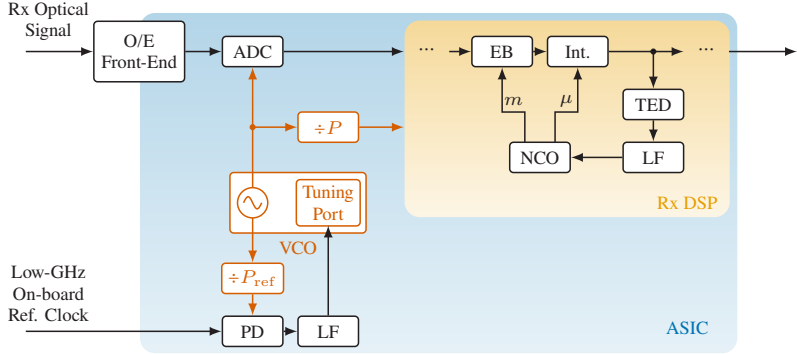 Rx Optical
Signal
O/E
Front-End
ADC
...
EB
Int.
...
m
μ
TED
÷P
NCO
LF
Tuning
Port
Rx DSP
VCO
÷P_ref
Low-GHz
On-board
Ref. Clock
PD
LF
ASIC